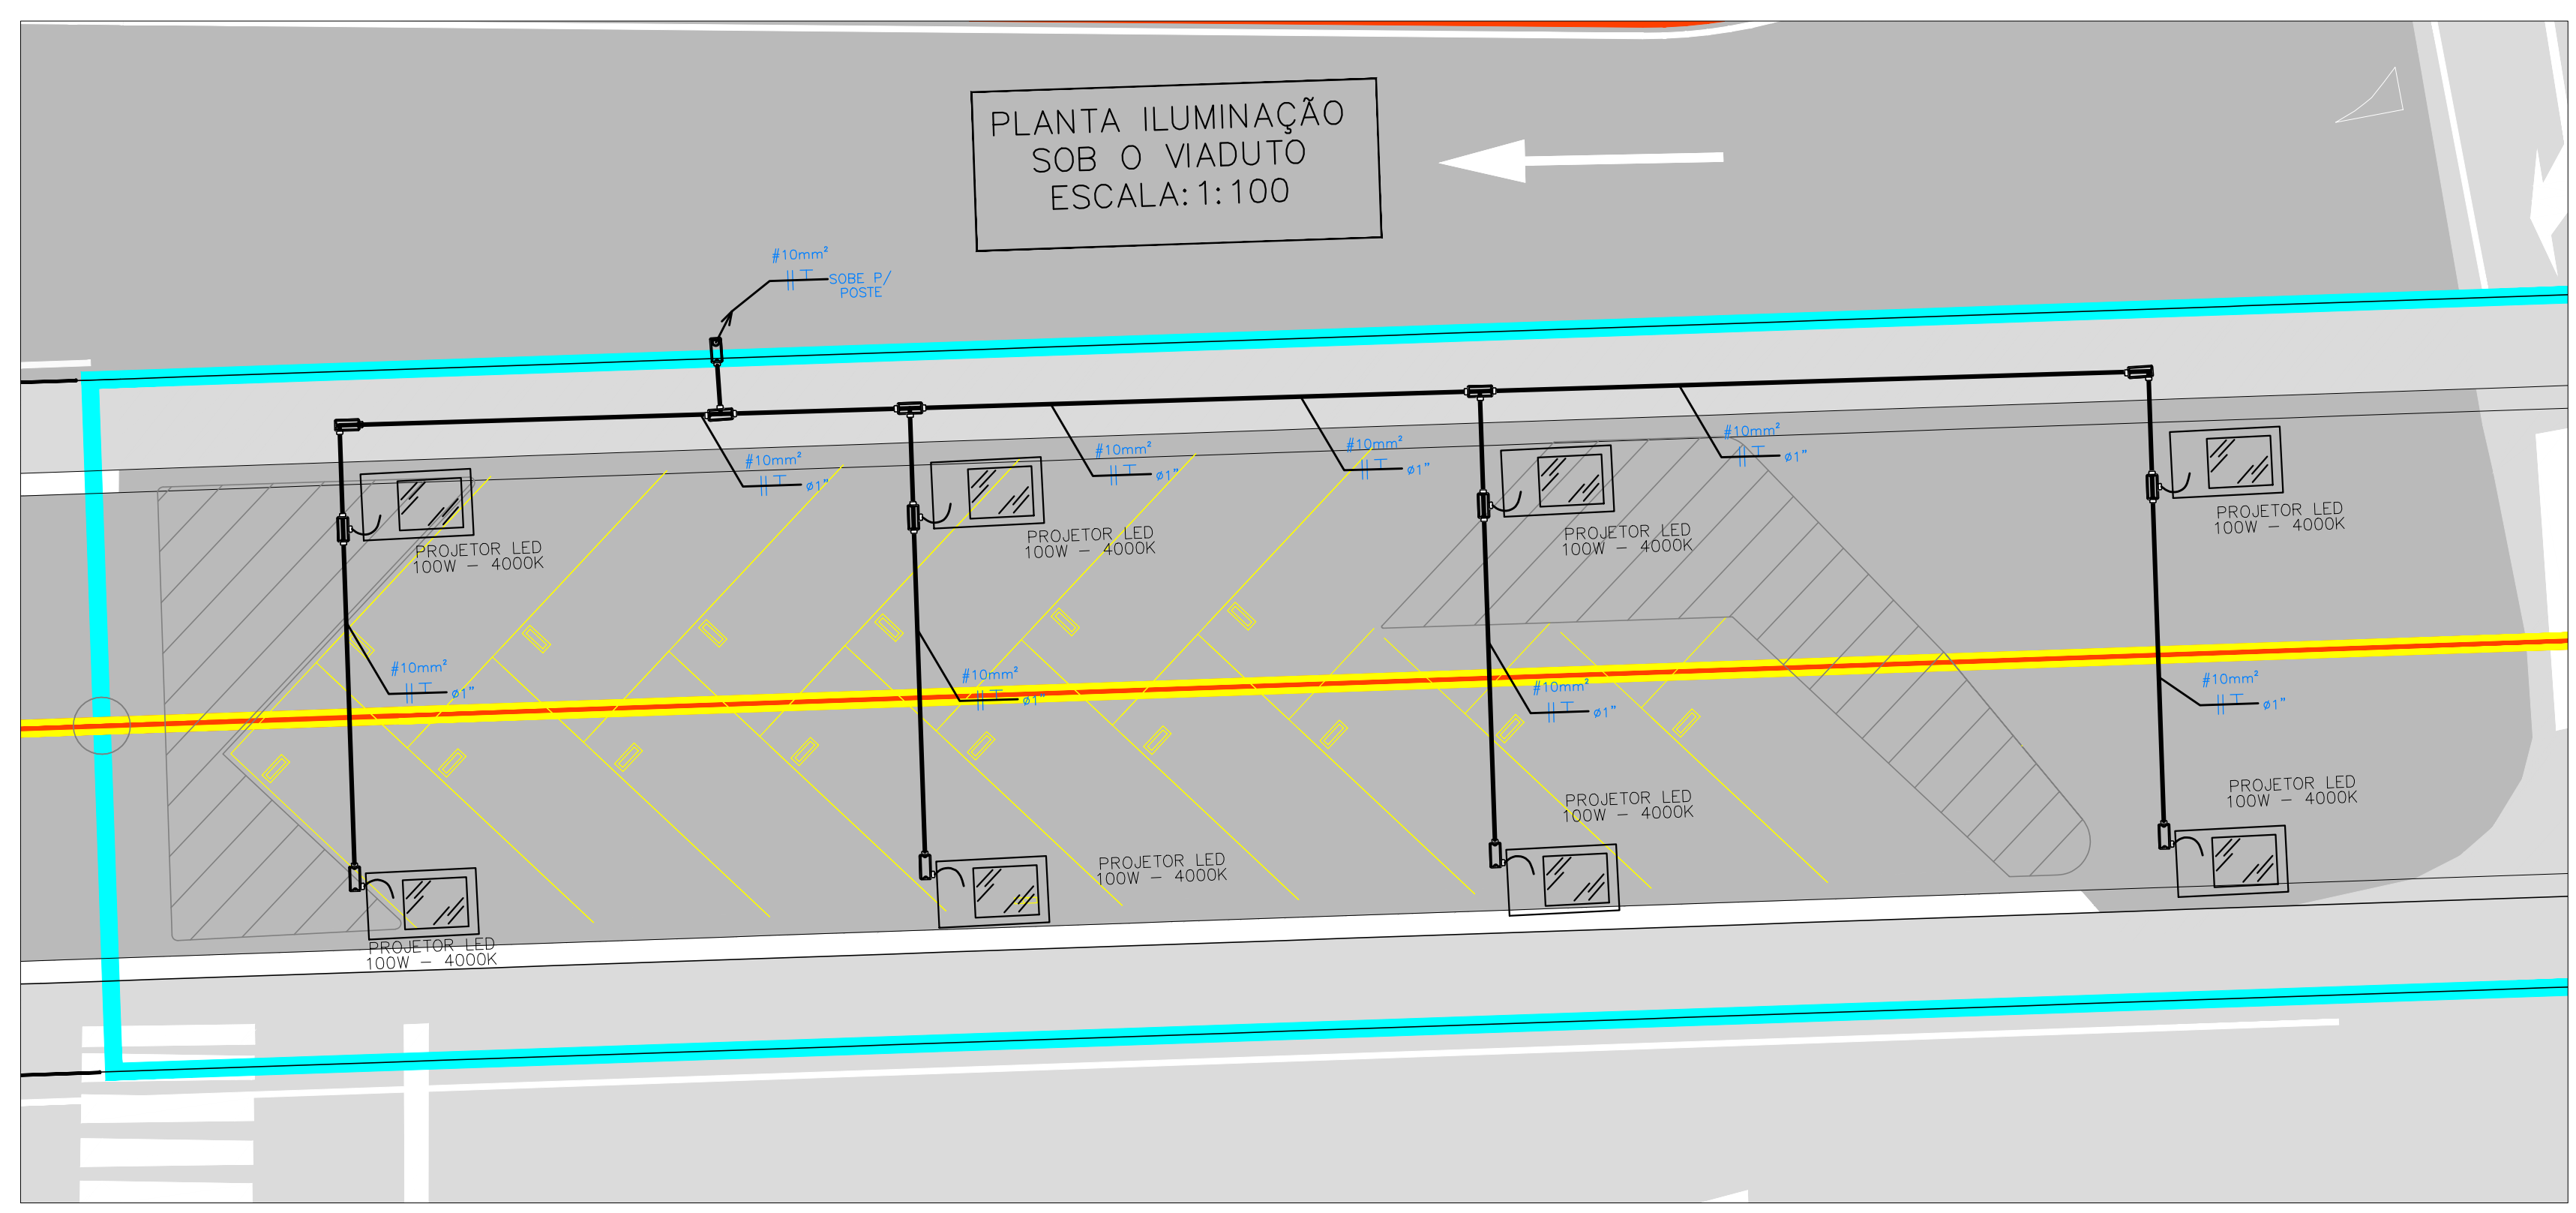 PLANTA ILUMINAÇÃO
SOB O VIADUTO
ESCALA:1:100
#10mm²
SOBE P/
POSTE
#10mm²
ø1"
#10mm²
ø1"
#10mm²
ø1"
#10mm²
ø1"
PROJETOR LED
100W - 4000K
PROJETOR LED
100W - 4000K
PROJETOR LED
100W - 4000K
PROJETOR LED
100W - 4000K
#10mm²
ø1"
#10mm²
ø1"
#10mm²
ø1"
#10mm²
ø1"
PROJETOR LED
100W - 4000K
PROJETOR LED
100W - 4000K
PROJETOR LED
100W - 4000K
PROJETOR LED
100W - 4000K